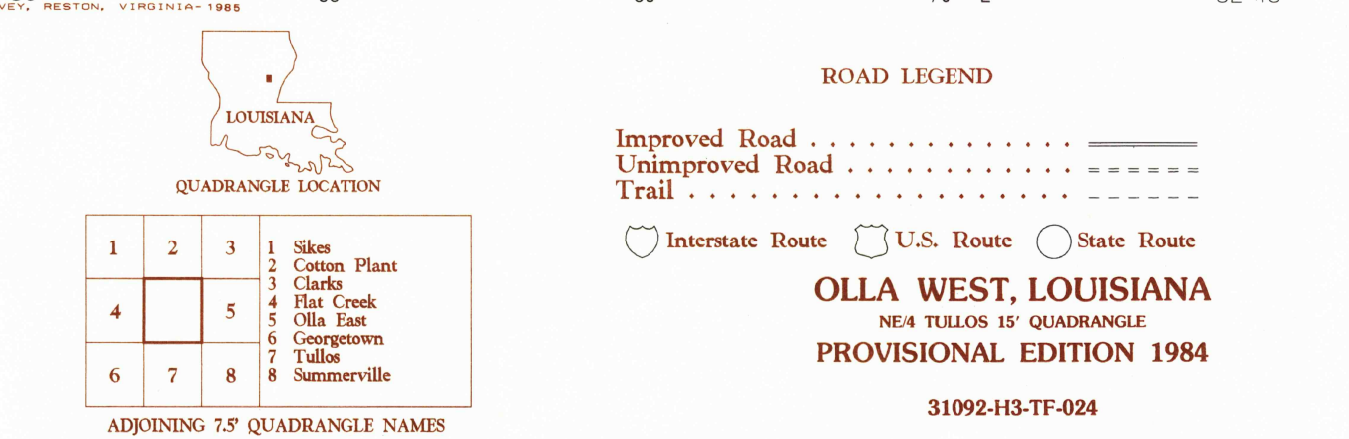 VEY, RESTON, VIRGINIA-1985
LOUISIANA
QUADRANGLE LOCATION
1 2 3
4 5
6 7 8
1 Sikes
2 Cotton Plant
3 Clarks
4 Flat Creek
5 Olla East
6 Georgetown
7 Tullos
8 Summerville
ADJOINING 7.5' QUADRANGLE NAMES
ROAD LEGEND
Improved Road . . . . . . . . . . . . . .
Unimproved Road . . . . . . . . . . . .
Trail . . . . . . . . . . . . . . . . . . . .
Interstate Route U.S. Route State Route
OLLA WEST, LOUISIANA
NE/4 TULLOS 15' QUADRANGLE
PROVISIONAL EDITION 1984
31092-H3-TF-024